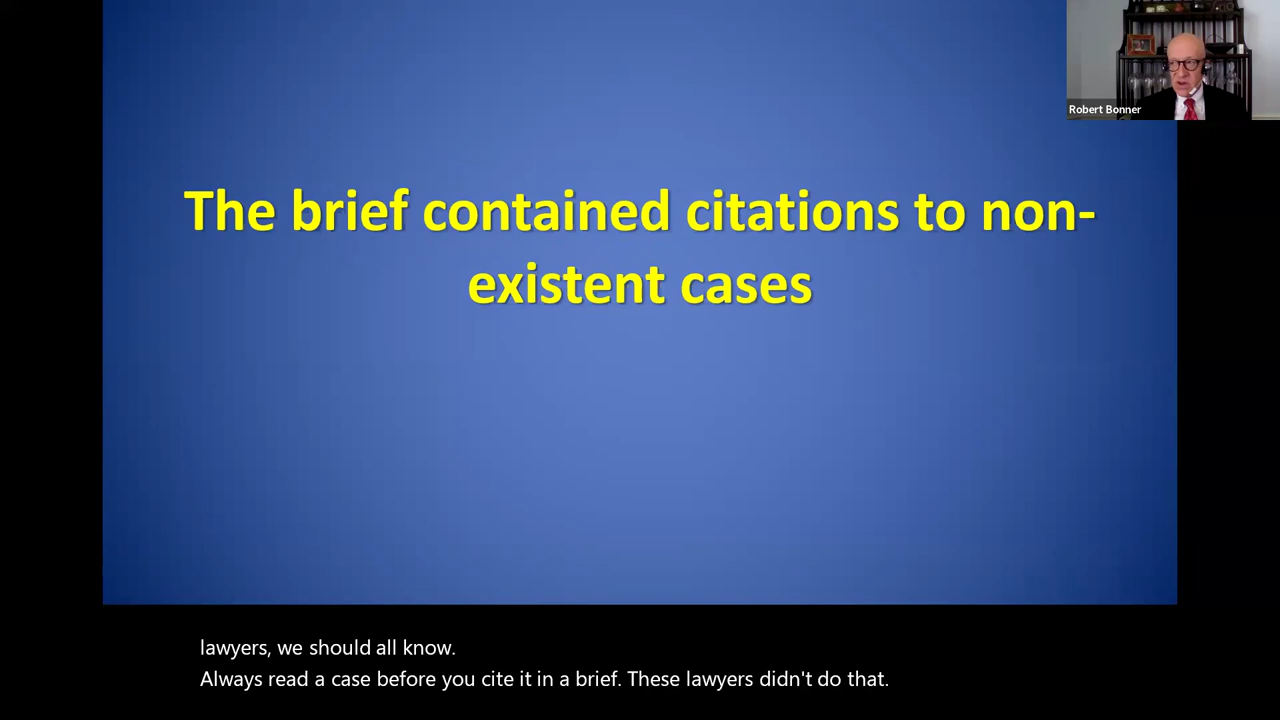 Robert Bonner
The brief contained citations to non-
existent cases
lawyers, we should all know.
Always read a case before you cite it in a brief. These lawyers didn't do that.